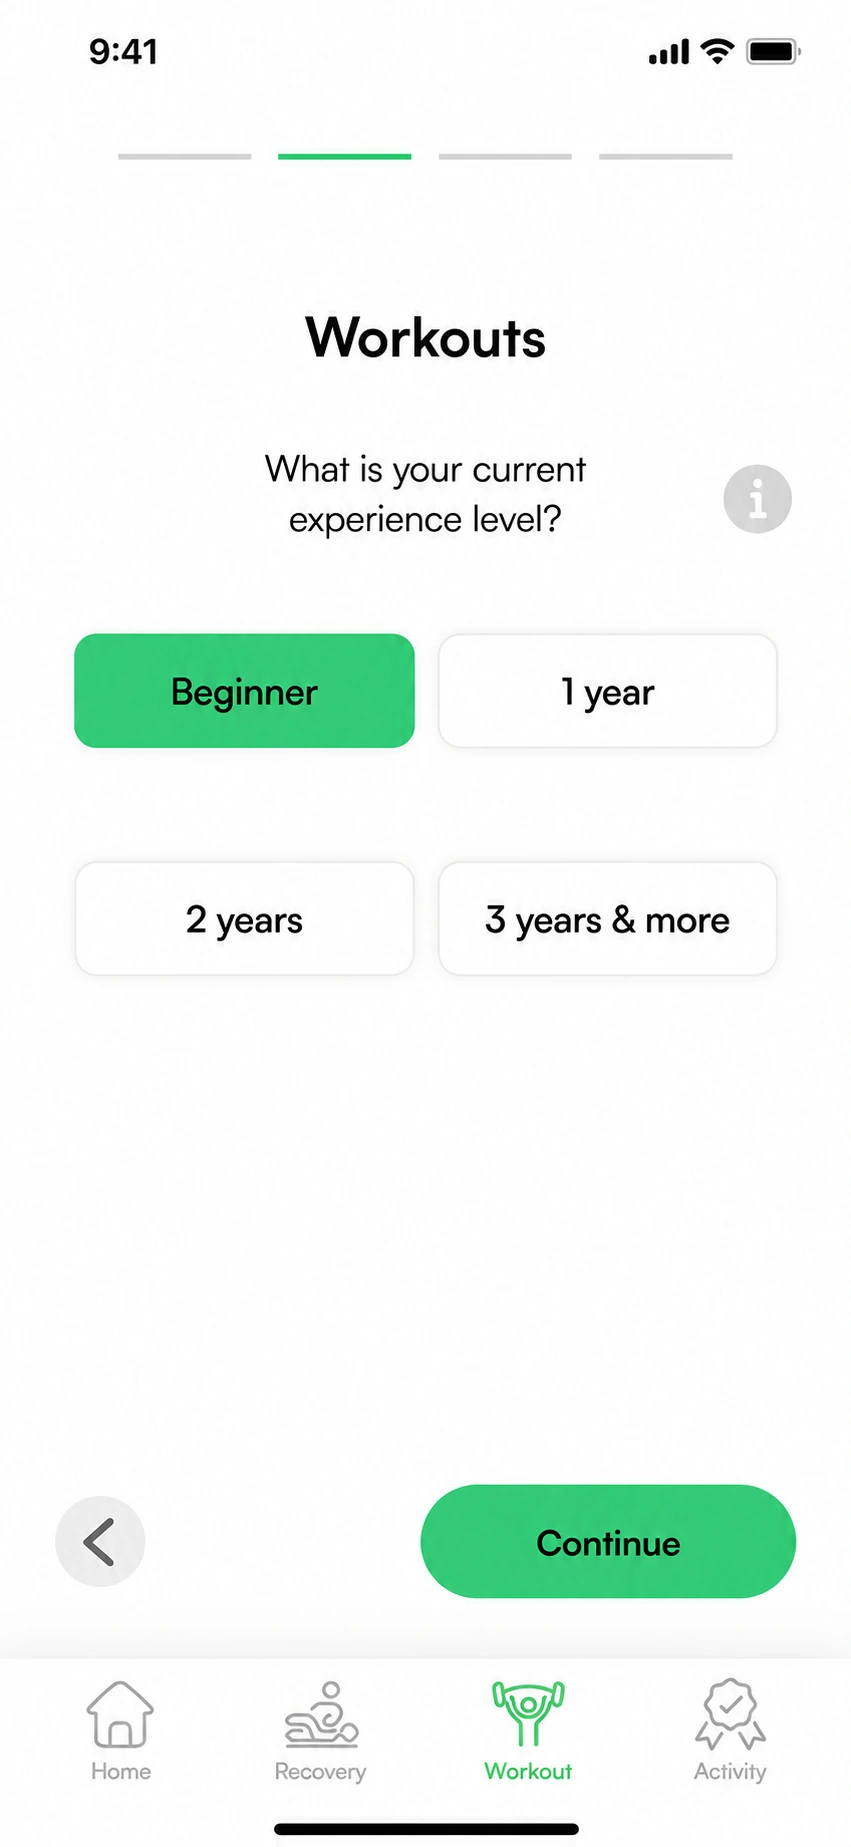 9:41
Workouts
What is your current
experience level?
Beginner
1 year
2 years
3 years & more
Continue
Home
Recovery
Workout
Activity